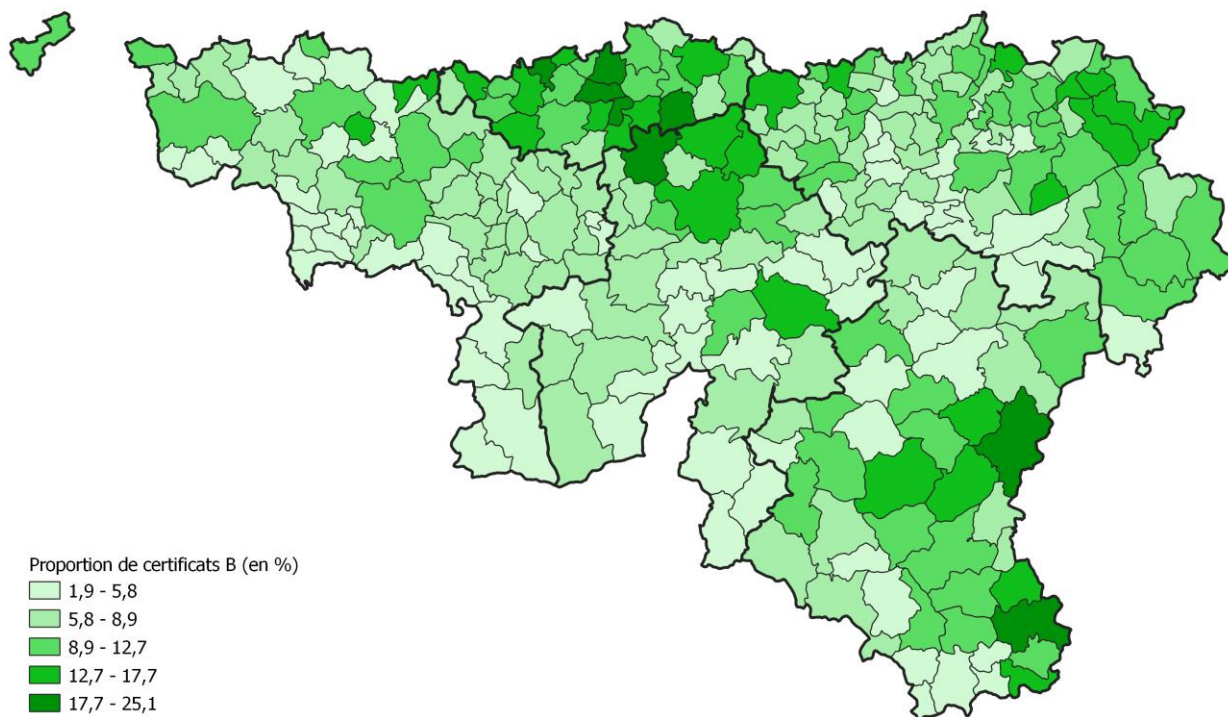 Proportion de certificats B (en %)
1,9 - 5,8
5,8 - 8,9
8,9 - 12,7
12,7 - 17,7
17,7 - 25,1